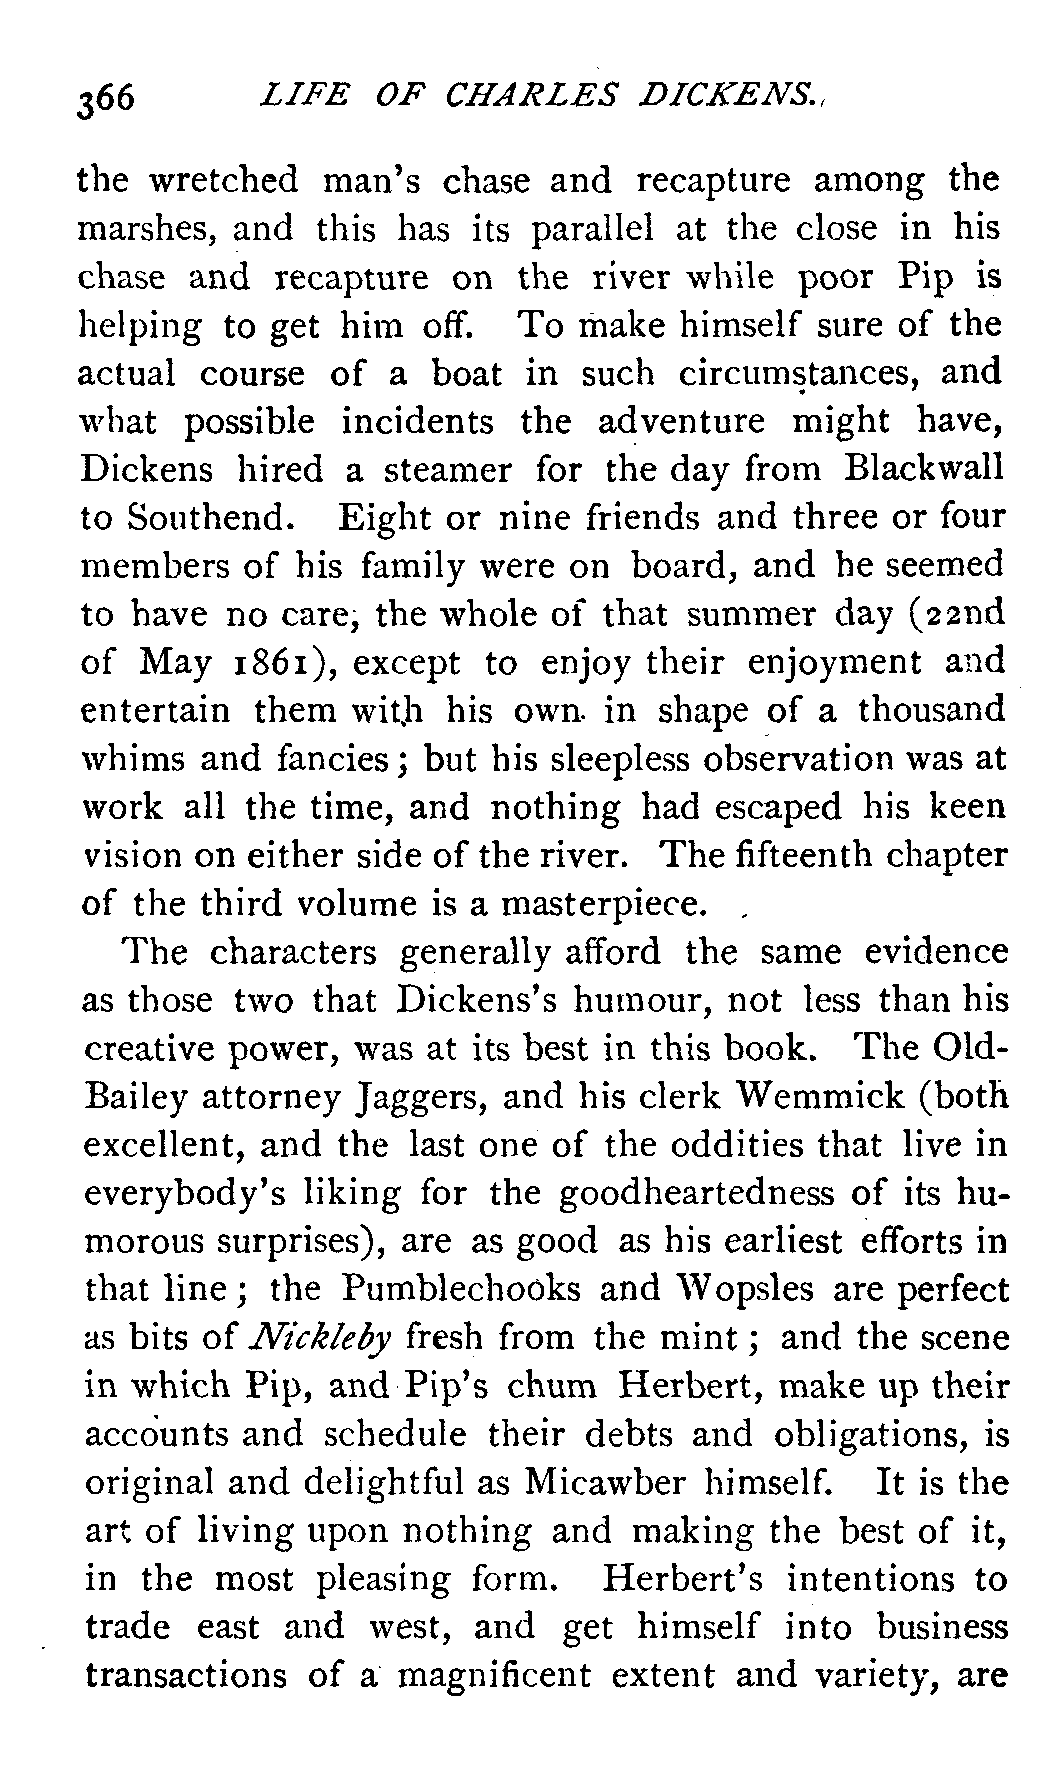 366 LIFE OF CHARLES DICKENS.
the wretched man's chase and recapture among the
marshes, and this has its parallel at the close in his
chase and recapture on the river while poor Pip is
helping to get him off. To make himself sure of the
actual course of a boat in such circumstances, and
what possible incidents the adventure might have,
Dickens hired a steamer for the day from Blackwall
to Southend. Eight or nine friends and three or four
members of his family were on board, and he seemed
to have no care, the whole of that summer day (22nd
of May 1861), except to enjoy their enjoyment and
entertain them with his own in shape of a thousand
whims and fancies; but his sleepless observation was at
work all the time, and nothing had escaped his keen
vision on either side of the river. The fifteenth chapter
of the third volume is a masterpiece.
The characters generally afford the same evidence
as those two that Dickens's humour, not less than his
creative power, was at its best in this book. The Old-
Bailey attorney Jaggers, and his clerk Wemmick (both
excellent, and the last one of the oddities that live in
everybody's liking for the goodheartedness of its hu-
morous surprises), are as good as his earliest efforts in
that line; the Pumblechooks and Wopsles are perfect
as bits of Nickleby fresh from the mint; and the scene
in which Pip, and Pip's chum Herbert, make up their
accounts and schedule their debts and obligations, is
original and delightful as Micawber himself. It is the
art of living upon nothing and making the best of it,
in the most pleasing form. Herbert's intentions to
trade east and west, and get himself into business
transactions of a magnificent extent and variety, are